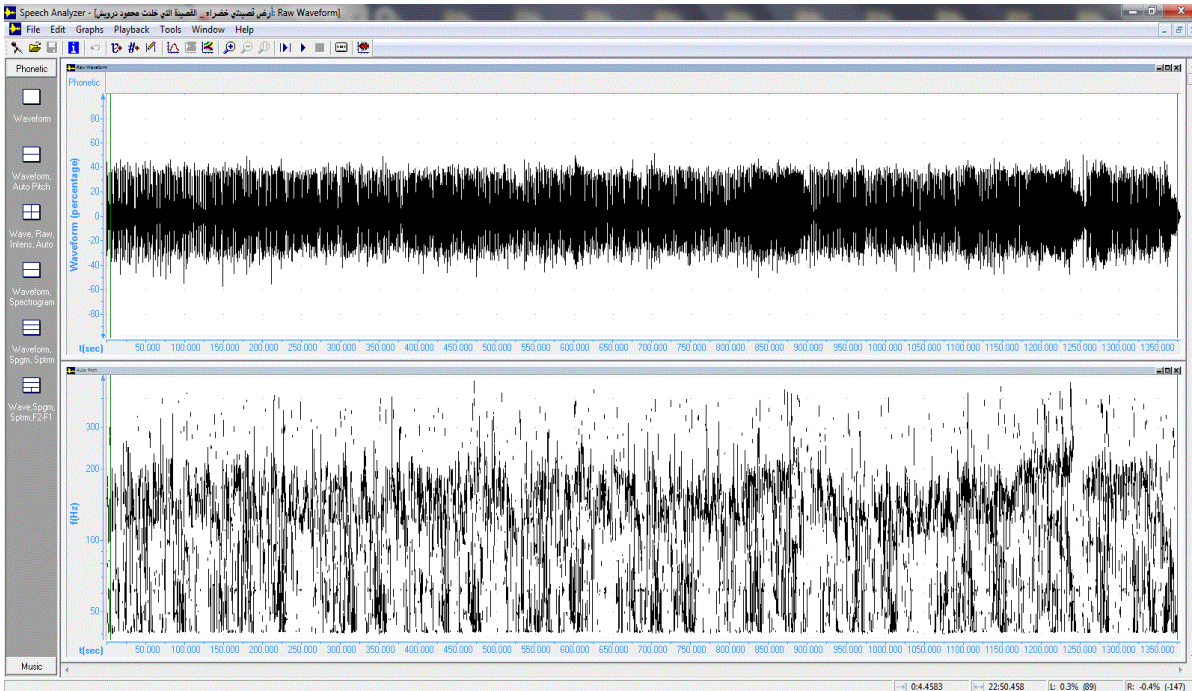 Speech Analyzer - [أرض قصيدتي خضراء_ القصيدة التي خلدت محمود درويش: Raw Waveform]
File Edit Graphs Playback Tools Window Help
Phonetic
Waveform
Waveform,
Auto Pitch
Wave, Raw,
Intens, Auto
Waveform,
Spectrogram
Waveform,
Spgm, Sptrm
Wave,Spgm,
Sptrm,F2-F1
Music
Raw Waveform
Phonetic
Waveform (percentage)
80
60
40
20
0
-20
-40
-60
-80
t(sec) 50.000 100.000 150.000 200.000 250.000 300.000 350.000 400.000 450.000 500.000 550.000 600.000 650.000 700.000 750.000 800.000 850.000 900.000 950.000 1000.000 1050.000 1100.000 1150.000 1200.000 1250.000 1300.000 1350.000
Auto Pitch
f(Hz)
300
200
100
50
t(sec) 50.000 100.000 150.000 200.000 250.000 300.000 350.000 400.000 450.000 500.000 550.000 600.000 650.000 700.000 750.000 800.000 850.000 900.000 950.000 1000.000 1050.000 1100.000 1150.000 1200.000 1250.000 1300.000 1350.000
0:4.4583 22:50.458 L: 0.3% (89) R: -0.4% (-147)